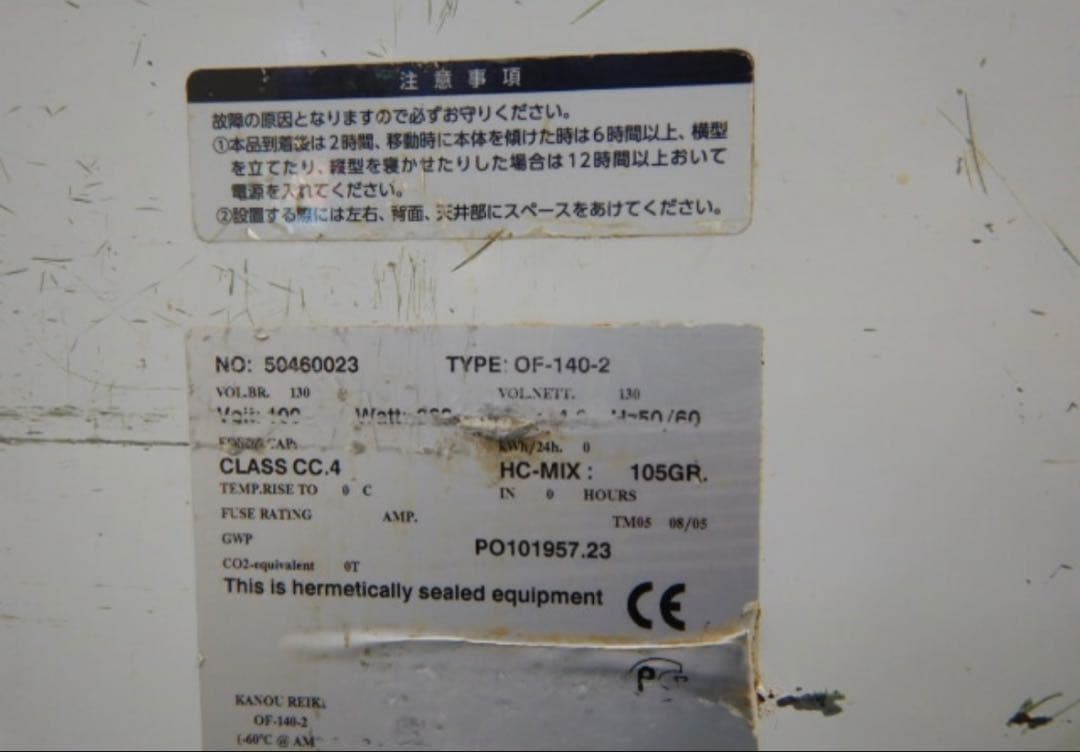 注意事項
故障の原因となりますので必ずお守りください。
①本品到着後は2時間、移動時に本体を傾けた時は6時間以上、横型
を立てたり、縦型を寝かせたりした場合は12時間以上おいて
電源を入れてください。
②設置する際には左右、背面、天井部にスペースをあけてください。
NO: 50460023 TYPE: OF-140-2
VOL.BR. 130 VOL.NETT. 130
Volt: 100 Watt: Hz50/60
kWh/24h. 0
CLASS CC.4 HC-MIX : 105GR.
TEMP.RISE TO 0 C IN 0 HOURS
FUSE RATING AMP.
TM05 08/05
GWP
PO101957.23
CO2-equivalent 0T
This is hermetically sealed equipment CE
KANOU REIK
OF-140-2
(-60°C @ AM